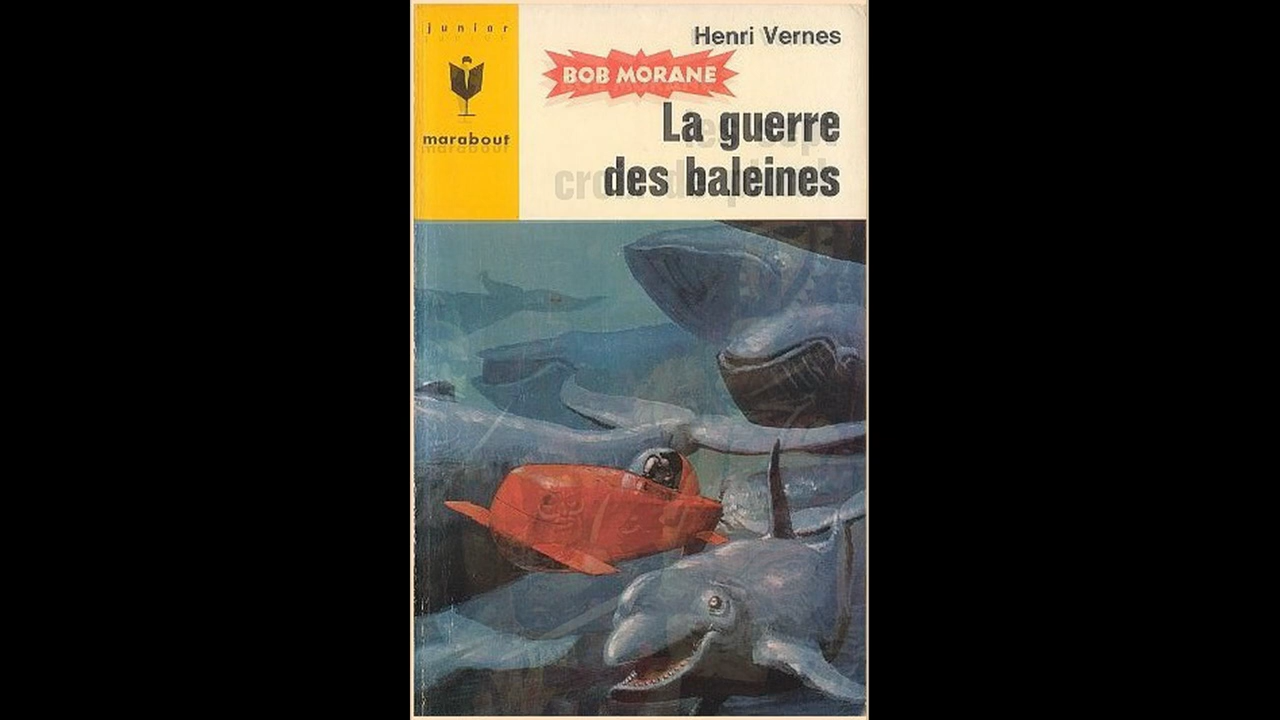 junior
marabout
Henri Vernes
BOB MORANE
La guerre
des baleines